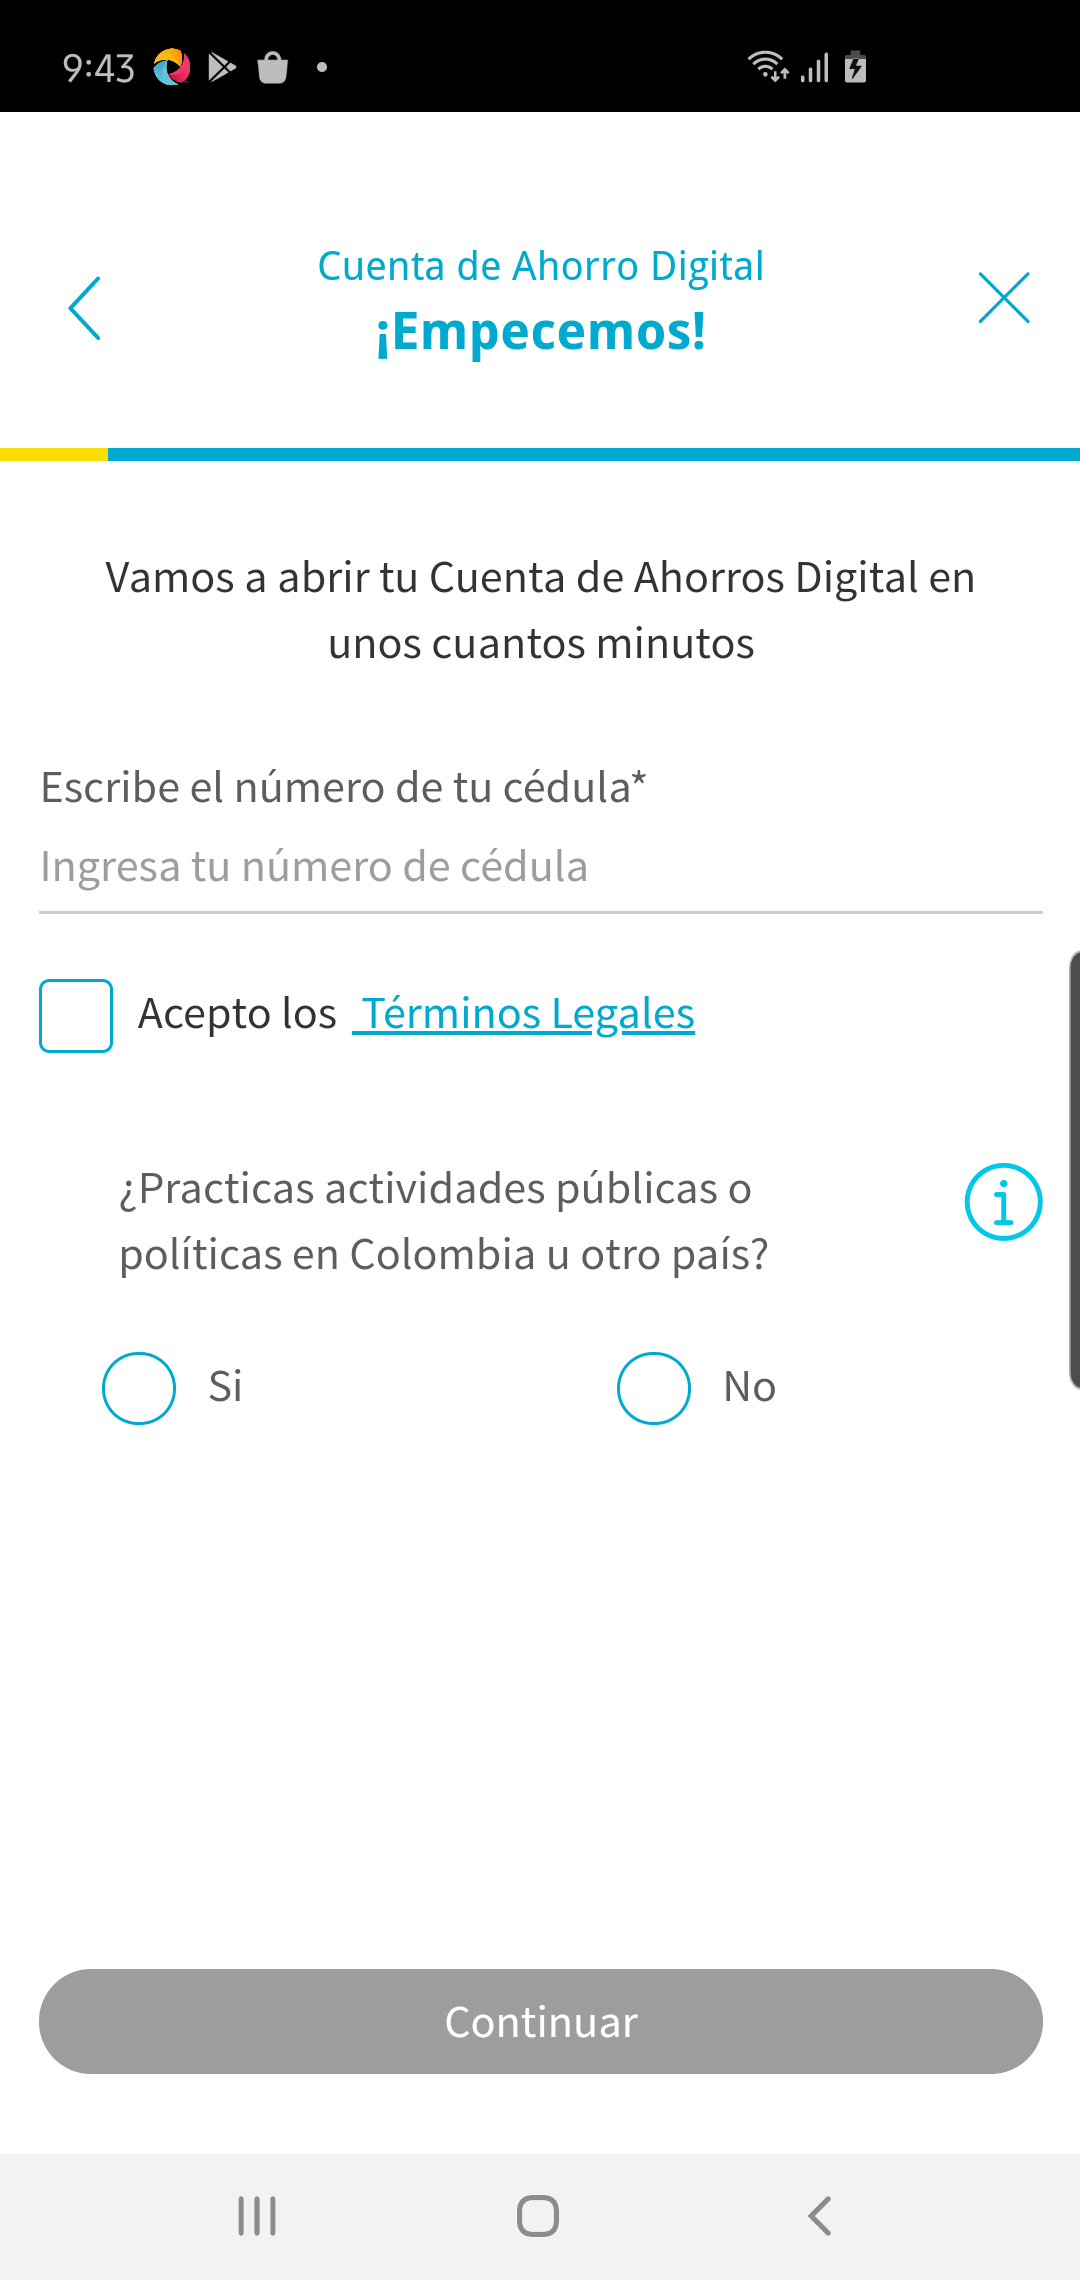 9:43
Cuenta de Ahorro Digital
¡Empecemos!
Vamos a abrir tu Cuenta de Ahorros Digital en
unos cuantos minutos
Escribe el número de tu cédula*
Ingresa tu número de cédula
Acepto los Términos Legales
¿Practicas actividades públicas o
políticas en Colombia u otro país?
Si No
Continuar